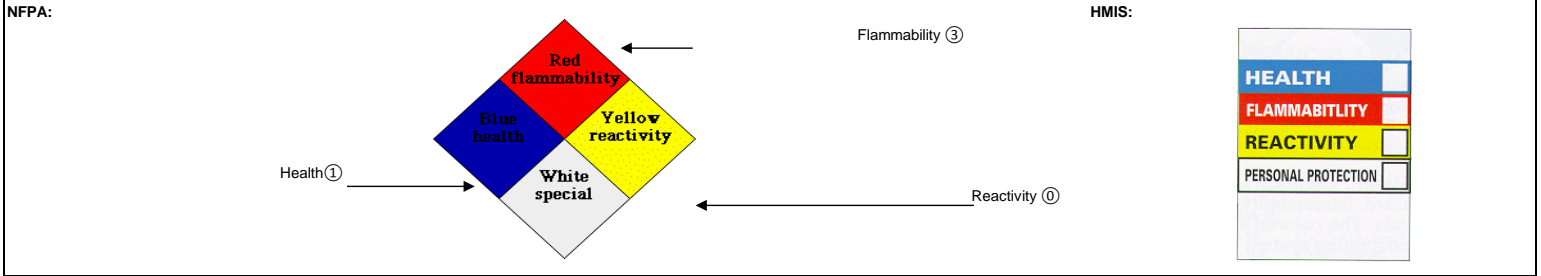 NFPA:
HMIS:
Flammability ③
Red
flammability
Blue
health
Yellow
reactivity
White
special
Health①
Reactivity ⓪
HEALTH
FLAMMABITLITY
REACTIVITY
PERSONAL PROTECTION